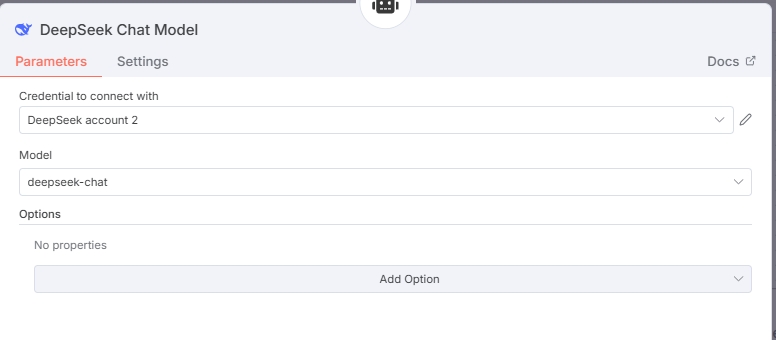 DeepSeek Chat Model
Parameters Settings Docs
Credential to connect with
DeepSeek account 2
Model
deepseek-chat
Options
No properties
Add Option